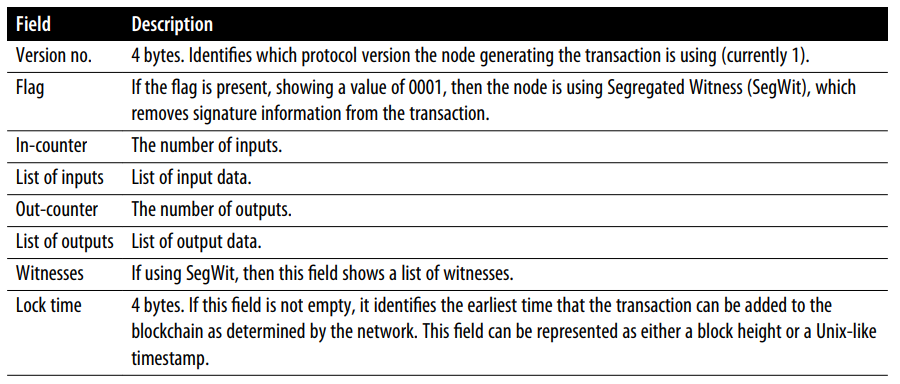 Field Description
Version no. 4 bytes. Identifies which protocol version the node generating the transaction is using (currently 1).
Flag If the flag is present, showing a value of 0001, then the node is using Segregated Witness (SegWit), which
removes signature information from the transaction.
In-counter The number of inputs.
List of inputs List of input data.
Out-counter The number of outputs.
List of outputs List of output data.
Witnesses If using SegWit, then this field shows a list of witnesses.
Lock time 4 bytes. If this field is not empty, it identifies the earliest time that the transaction can be added to the
blockchain as determined by the network. This field can be represented as either a block height or a Unix-like
timestamp.